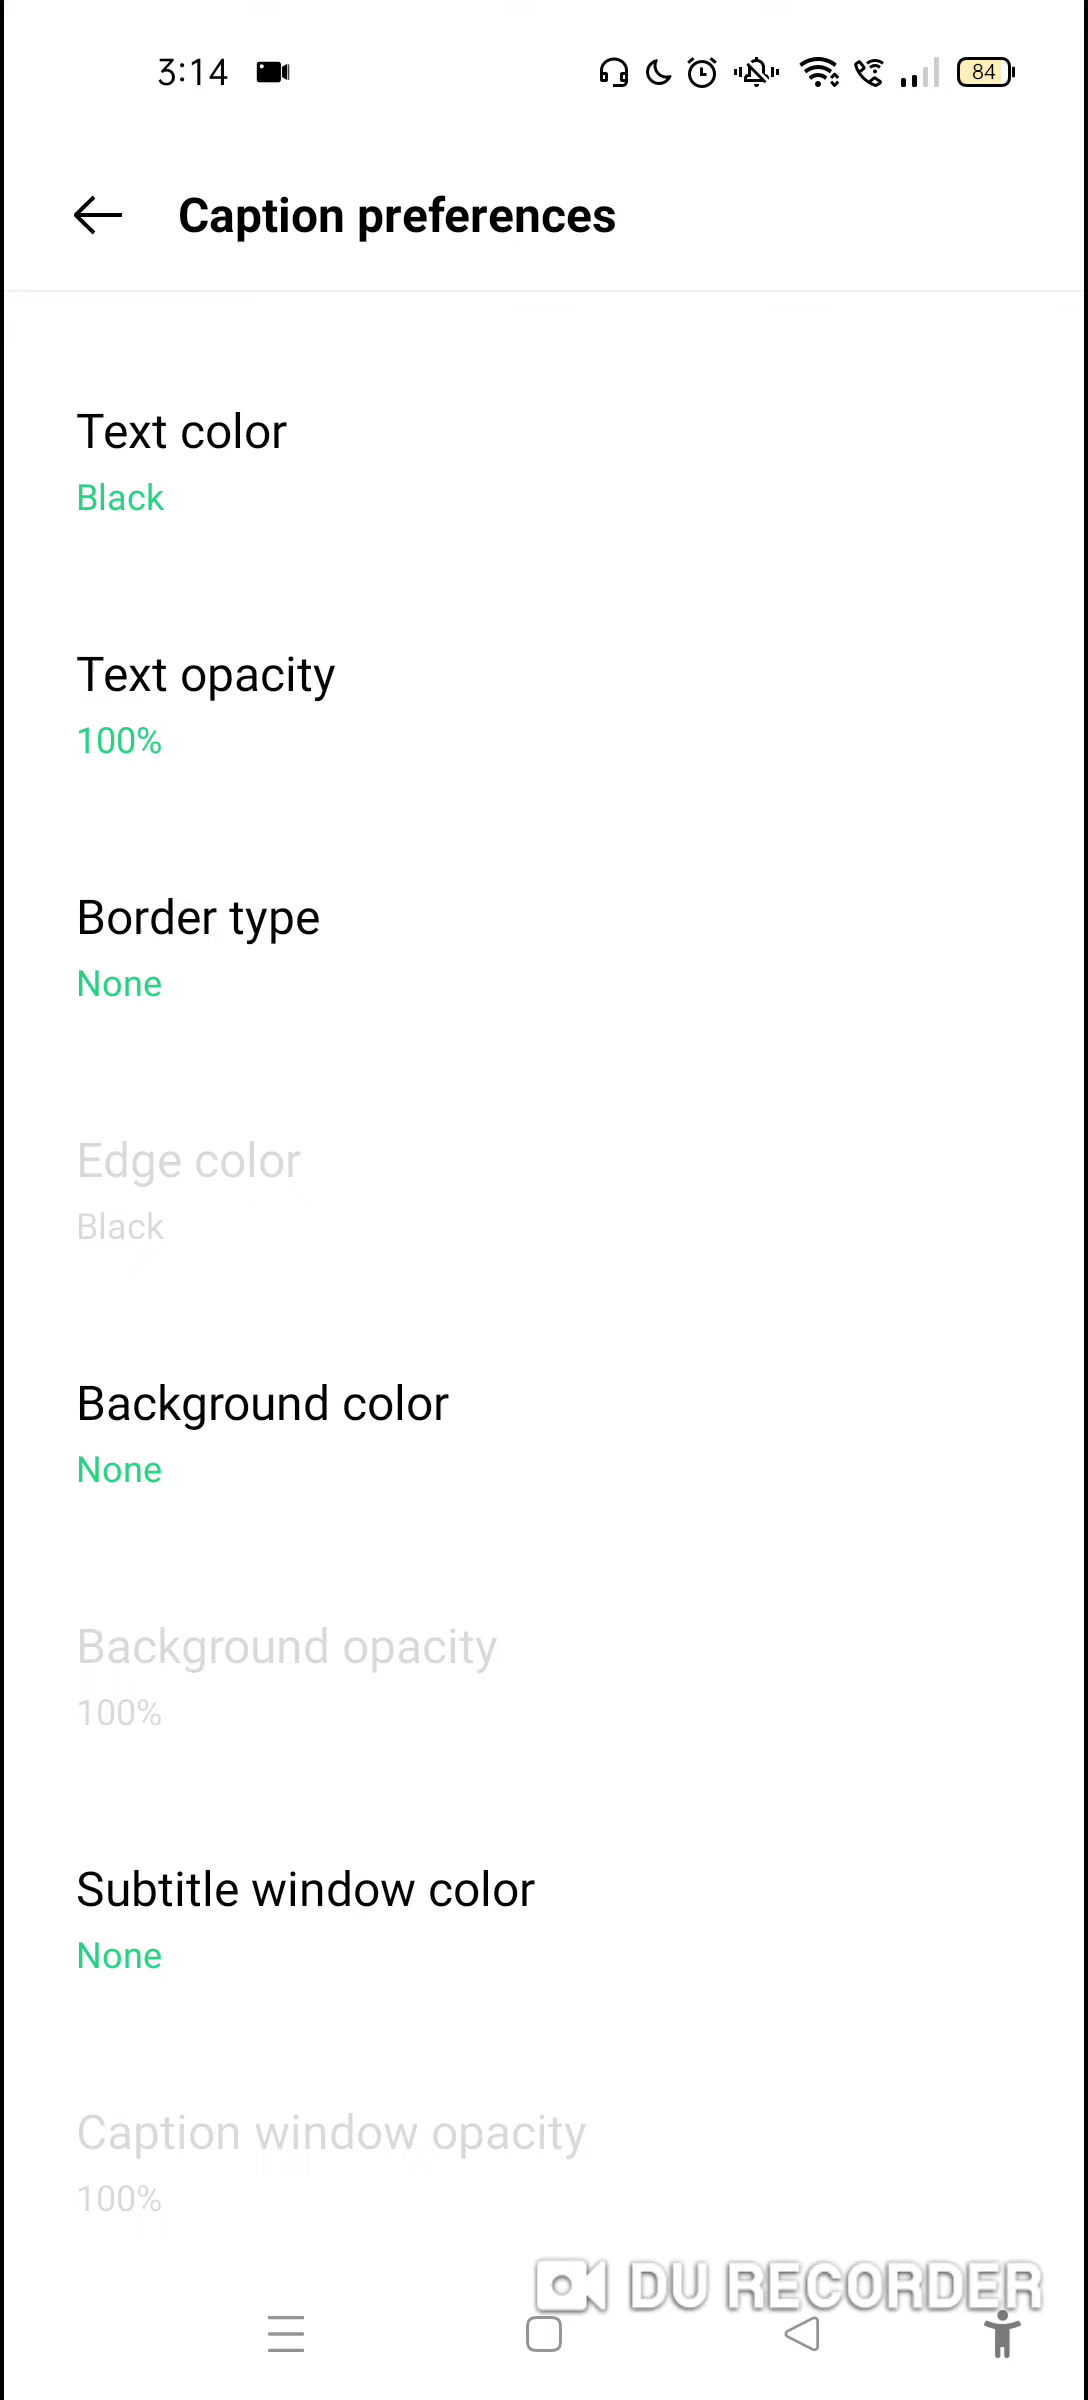 3:14
84
Caption preferences
Text color
Black
Text opacity
100%
Border type
None
Edge color
Black
Background color
None
Background opacity
100%
Subtitle window color
None
Caption window opacity
100%
DU RECORDER